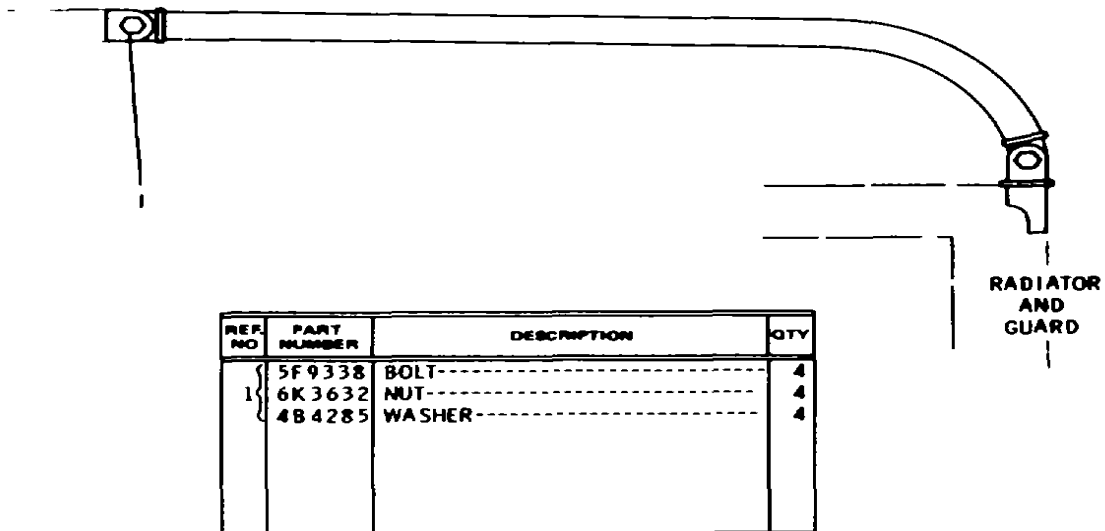 1
RADIATOR
AND
GUARD
REF. NO PART NUMBER DESCRIPTION QTY
5F9338 BOLT 4
1 6K3632 NUT 4
4B4285 WASHER 4